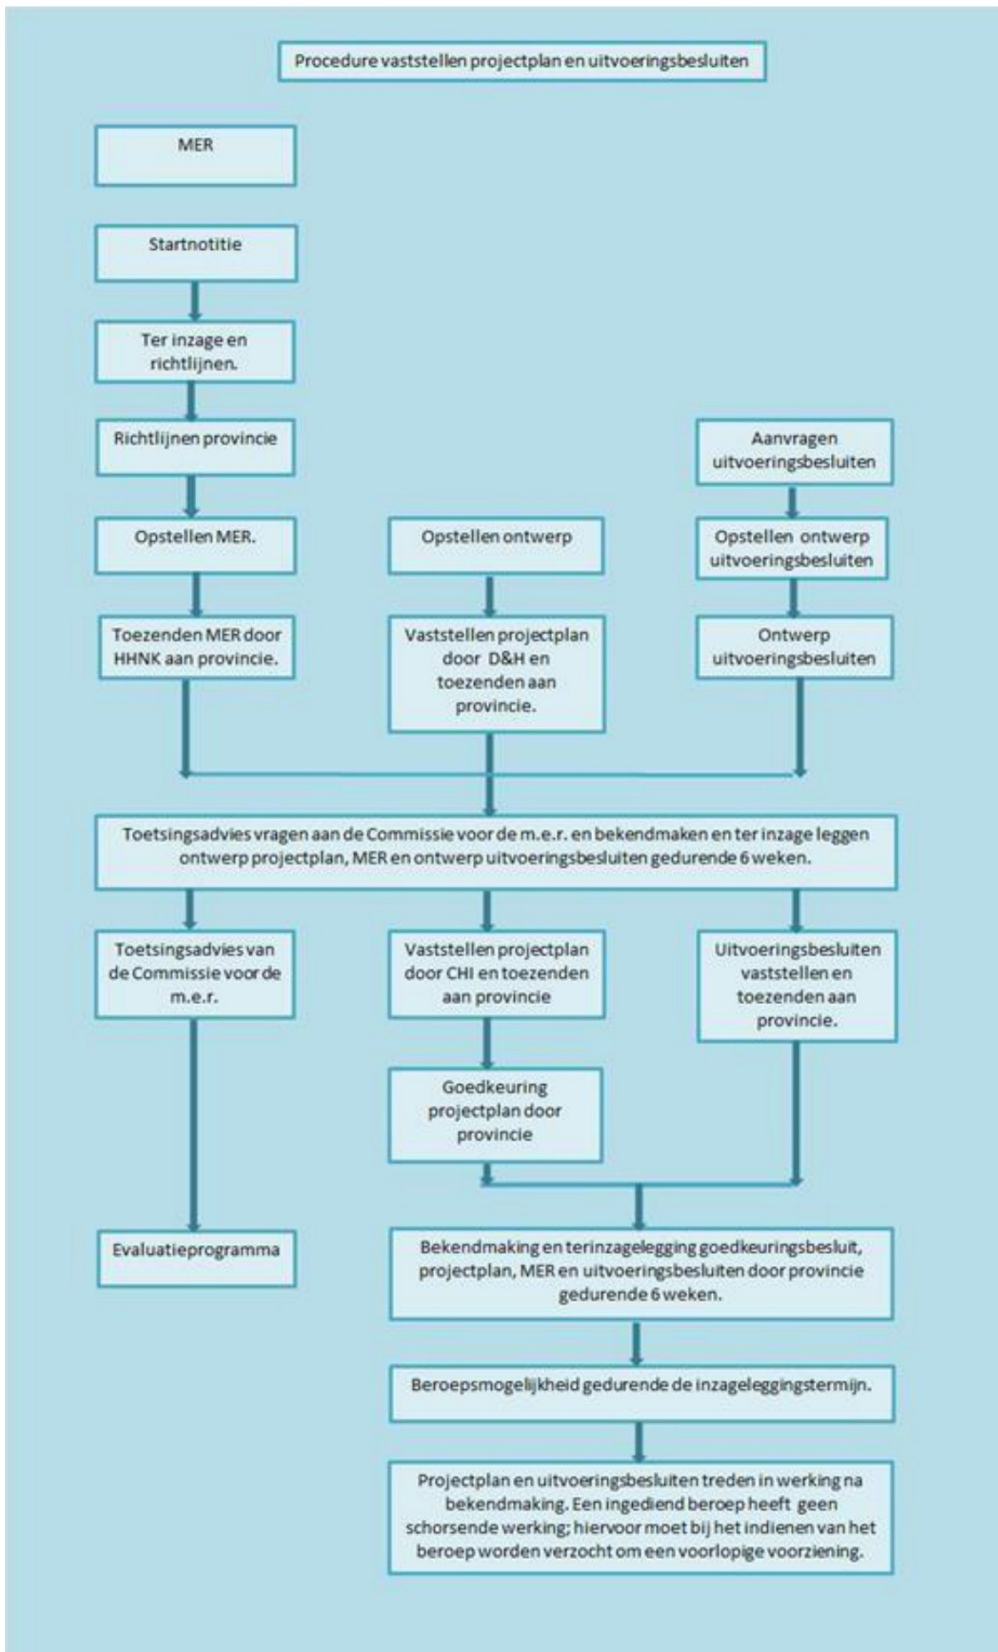 Procedure vaststellen projectplan en uitvoeringsbesluiten
MER
Startnotitie
Ter inzage en
richtlijnen.
Richtlijnen provincie
Aanvragen
uitvoeringsbesluiten
Opstellen MER.
Opstellen ontwerp
Opstellen ontwerp
uitvoeringsbesluiten
Toezenden MER door
HHNK aan provincie.
Vaststellen projectplan
door D&H en
toezenden aan
provincie.
Ontwerp
uitvoeringsbesluiten
Toetsingsadvies vragen aan de Commissie voor de m.e.r. en bekendmaken en ter inzage leggen
ontwerp projectplan, MER en ontwerp uitvoeringsbesluiten gedurende 6 weken.
Toetsingsadvies van
de Commissie voor de
m.e.r.
Vaststellen projectplan
door CHI en toezenden
aan provincie
Uitvoeringsbesluiten
vaststellen en
toezenden aan
provincie.
Goedkeuring
projectplan door
provincie
Evaluatieprogramma
Bekendmaking en terinzagelegging goedkeuringsbesluit,
projectplan, MER en uitvoeringsbesluiten door provincie
gedurende 6 weken.
Beroepsmogelijkheid gedurende de inzageleggingstermijn.
Projectplan en uitvoeringsbesluiten treden in werking na
bekendmaking. Een ingediend beroep heeft geen
schorsende werking; hiervoor moet bij het indienen van het
beroep worden verzocht om een voorlopige voorziening.